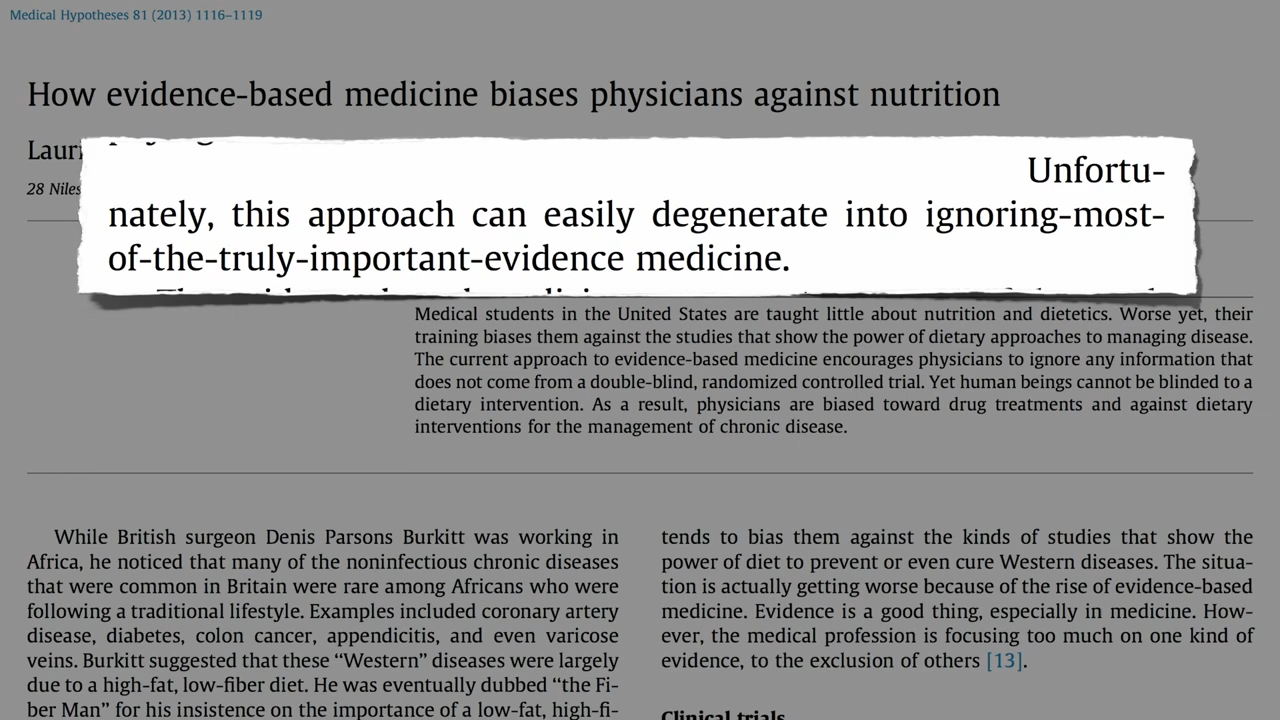 Medical Hypotheses 81 (2013) 1116–1119
How evidence-based medicine biases physicians against nutrition
28 Niles
Unfortu-
nately, this approach can easily degenerate into ignoring-most-
of-the-truly-important-evidence medicine.
Medical students in the United States are taught little about nutrition and dietetics. Worse yet, their
training biases them against the studies that show the power of dietary approaches to managing disease.
The current approach to evidence-based medicine encourages physicians to ignore any information that
does not come from a double-blind, randomized controlled trial. Yet human beings cannot be blinded to a
dietary intervention. As a result, physicians are biased toward drug treatments and against dietary
interventions for the management of chronic disease.
While British surgeon Denis Parsons Burkitt was working in
Africa, he noticed that many of the noninfectious chronic diseases
that were common in Britain were rare among Africans who were
following a traditional lifestyle. Examples included coronary artery
disease, diabetes, colon cancer, appendicitis, and even varicose
veins. Burkitt suggested that these “Western” diseases were largely
due to a high-fat, low-fiber diet. He was eventually dubbed “the Fi-
ber Man” for his insistence on the importance of a low-fat, high-fi-
tends to bias them against the kinds of studies that show the
power of diet to prevent or even cure Western diseases. The situa-
tion is actually getting worse because of the rise of evidence-based
medicine. Evidence is a good thing, especially in medicine. How-
ever, the medical profession is focusing too much on one kind of
evidence, to the exclusion of others [13].
Clinical trials